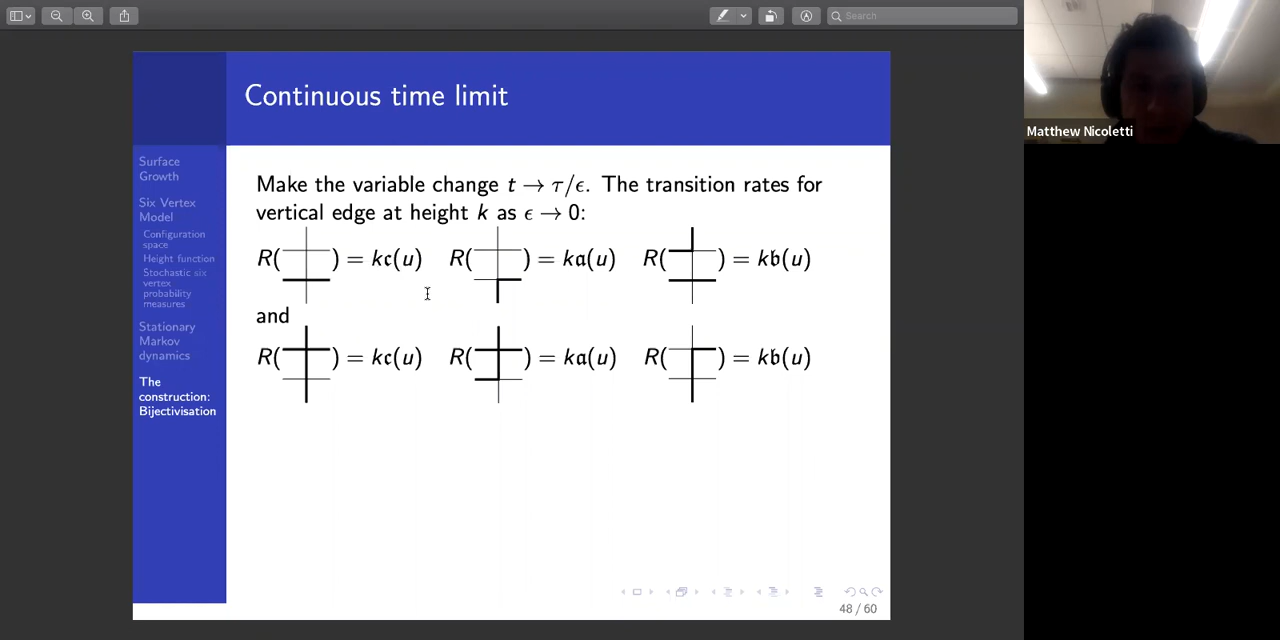 Search
Matthew Nicoletti
Continuous time limit
Surface
Growth
Six Vertex
Model
Configuration
space
Height function
Stochastic six
vertex
probability
measures
Stationary
Markov
dynamics
The
construction:
Bijectivisation
Make the variable change t → τ/ϵ. The transition rates for
vertical edge at height k as ϵ → 0:
R( ) = k𝔠(u) R( ) = k𝔞(u) R( ) = k𝔟(u)
and
R( ) = k𝔠(u) R( ) = k𝔞(u) R( ) = k𝔟(u)
48 / 60